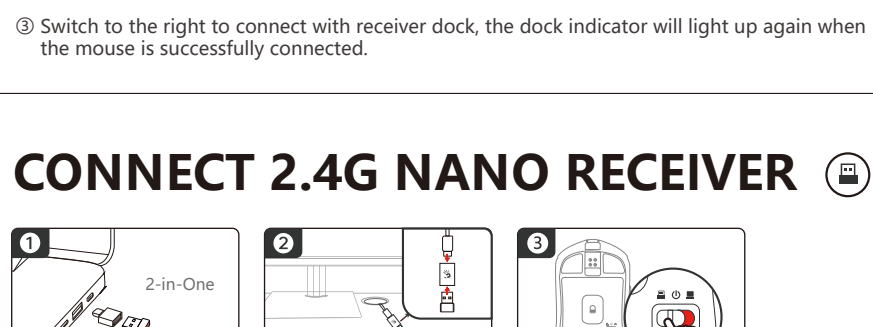 ③ Switch to the right to connect with receiver dock, the dock indicator will light up again when
the mouse is successfully connected.
CONNECT 2.4G NANO RECEIVER
1
2
3
2-in-One